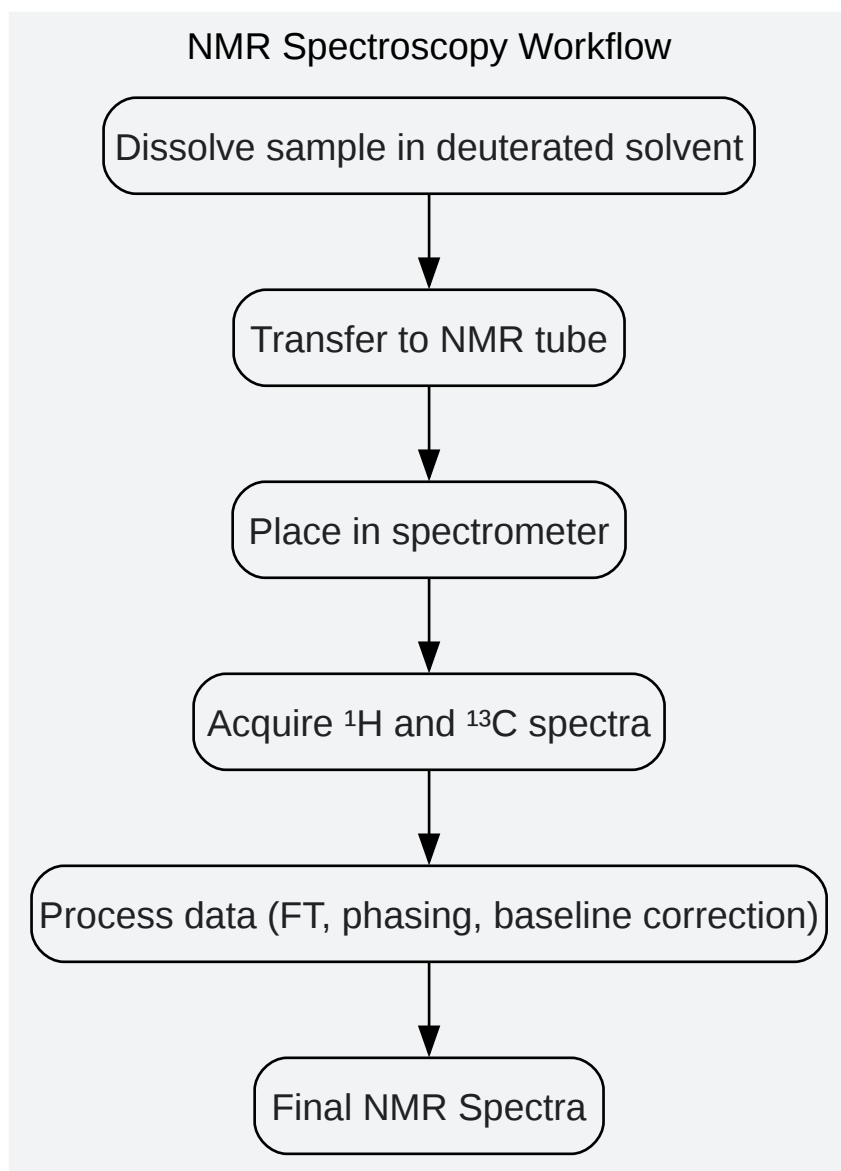 NMR Spectroscopy Workflow
Dissolve sample in deuterated solvent
Transfer to NMR tube
Place in spectrometer
Acquire ¹H and ¹³C spectra
Process data (FT, phasing, baseline correction)
Final NMR Spectra